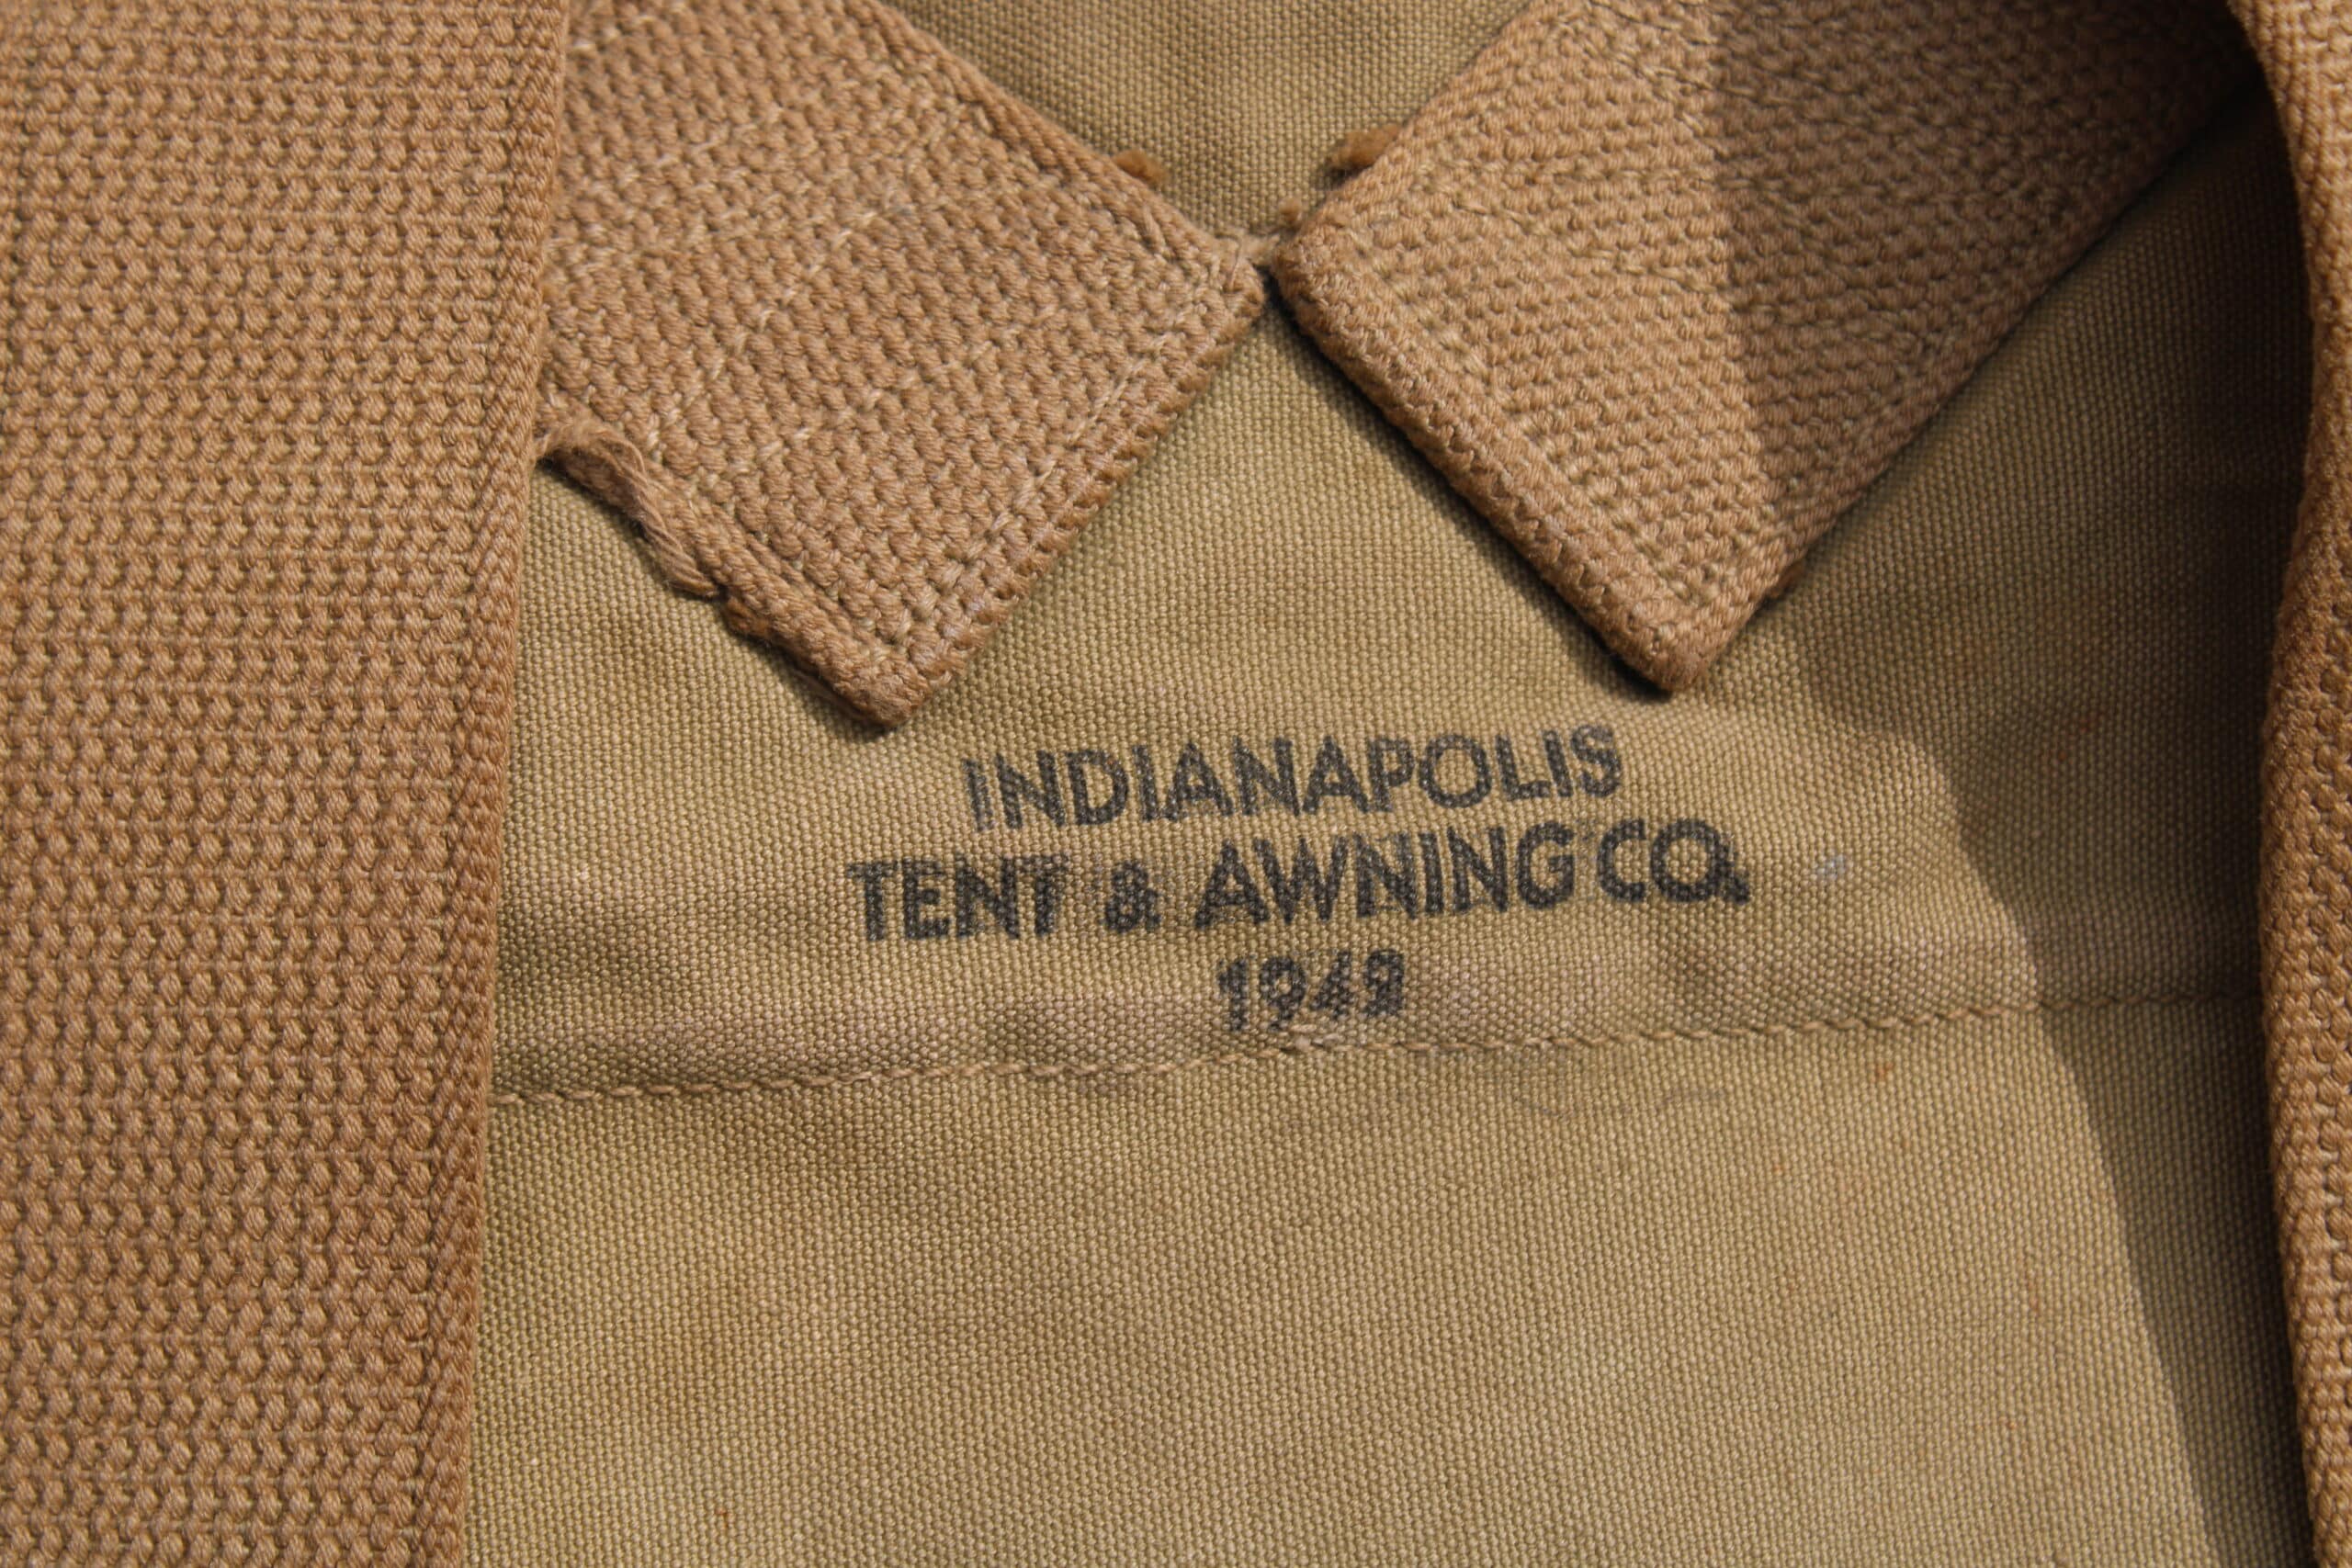 INDIANAPOLIS
TENT & AWNING CO.
1942